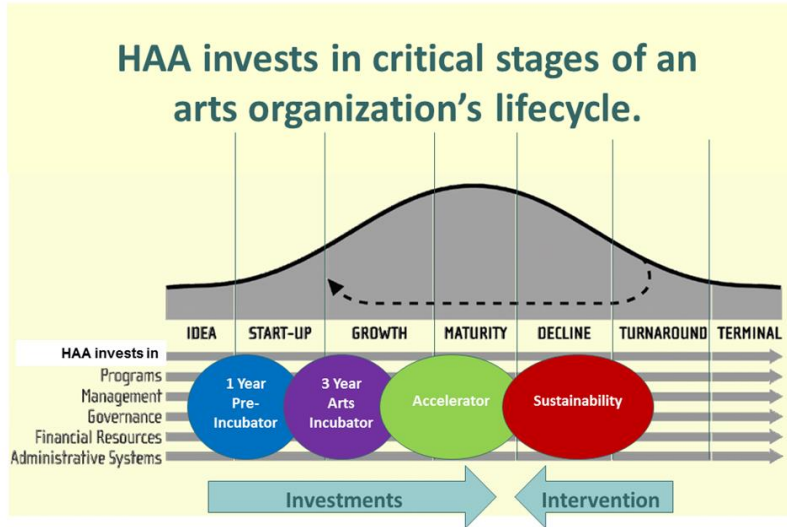 HAA invests in critical stages of an
arts organization's lifecycle.
IDEA START-UP GROWTH MATURITY DECLINE TURNAROUND TERMINAL
HAA invests in
Programs
Management
Governance
Financial Resources
Administrative Systems
1 Year
Pre-
Incubator
3 Year
Arts
Incubator
Accelerator
Sustainability
Investments
Intervention